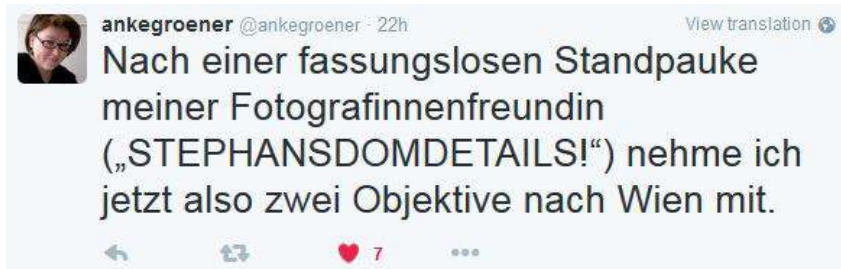 ankegroener @ankegroener · 22h View translation
Nach einer fassungslosen Standpauke
meiner Fotografinnenfreundin
(„STEPHANSDOMDETAILS!“) nehme ich
jetzt also zwei Objektive nach Wien mit.
7